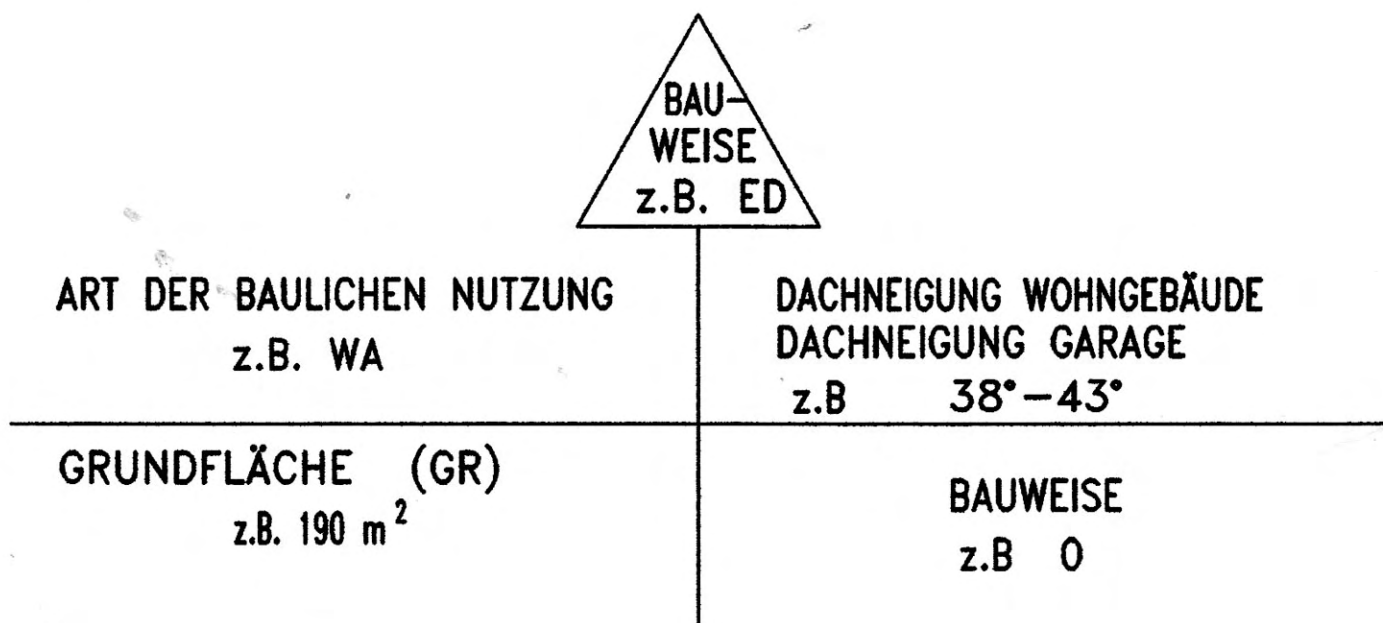 BAU-
WEISE
z.B. ED
ART DER BAULICHEN NUTZUNG
z.B. WA
DACHNEIGUNG WOHNGEBÄUDE
DACHNEIGUNG GARAGE
z.B 38°–43°
GRUNDFLÄCHE (GR)
z.B. 190 m²
BAUWEISE
z.B O